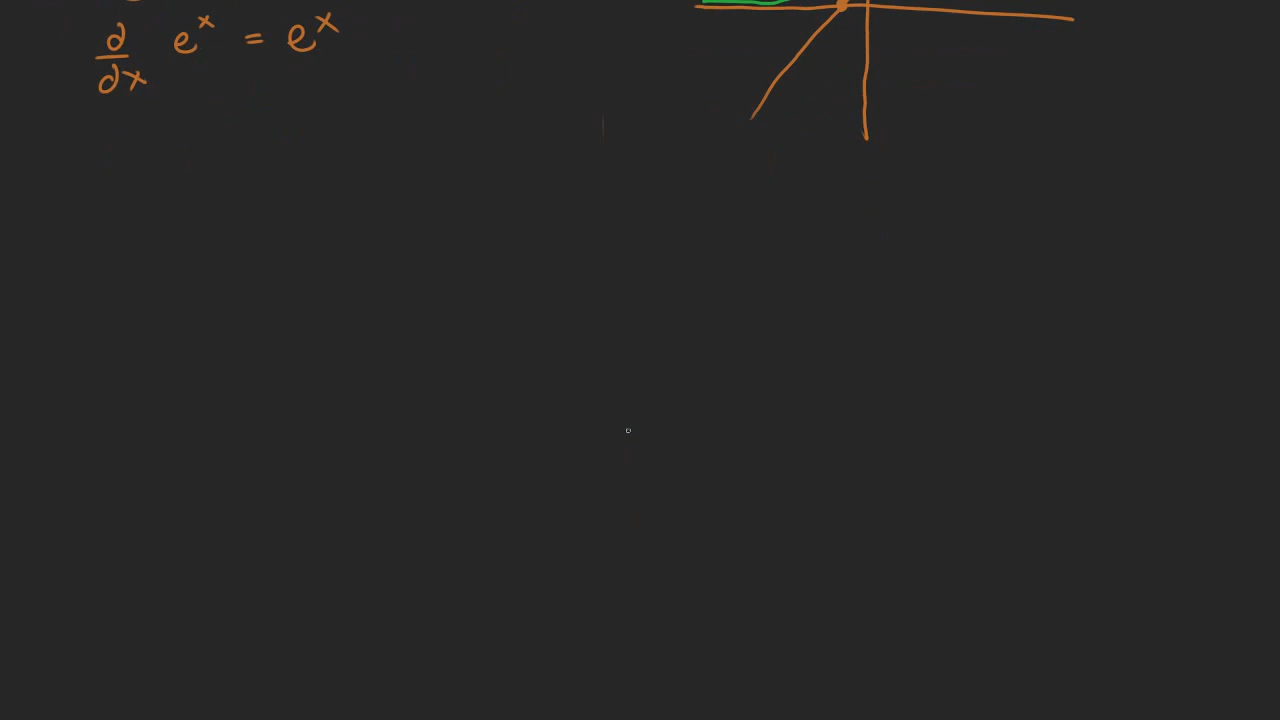 d/dx e^x = e^x